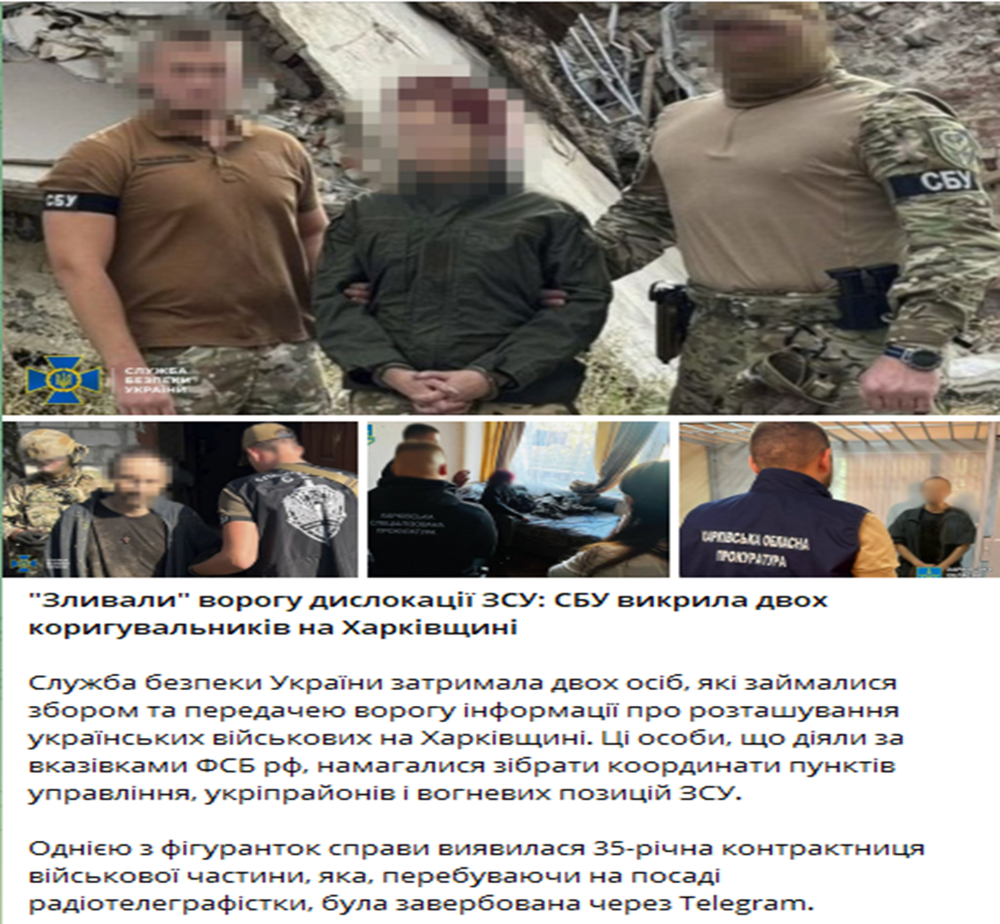 СБУ
СБУ
СЛУЖБА
БЕЗПЕКИ
УКРАЇНИ
ХАРКІВСЬКА
СПЕЦІАЛІЗОВАНА
ПРОКУРАТУРА
ХАРКІВСЬКА ОБЛАСНА
ПРОКУРАТУРА
"Зливали" ворогу дислокації ЗСУ: СБУ викрила двох
коригувальників на Харківщині
Служба безпеки України затримала двох осіб, які займалися
збором та передачею ворогу інформації про розташування
українських військових на Харківщині. Ці особи, що діяли за
вказівками ФСБ рф, намагалися зібрати координати пунктів
управління, укріпрайонів і вогневих позицій ЗСУ.
Однією з фігуранток справи виявилася 35-річна контрактниця
військової частини, яка, перебуваючи на посаді
радіотелеграфістки, була завербована через Telegram.